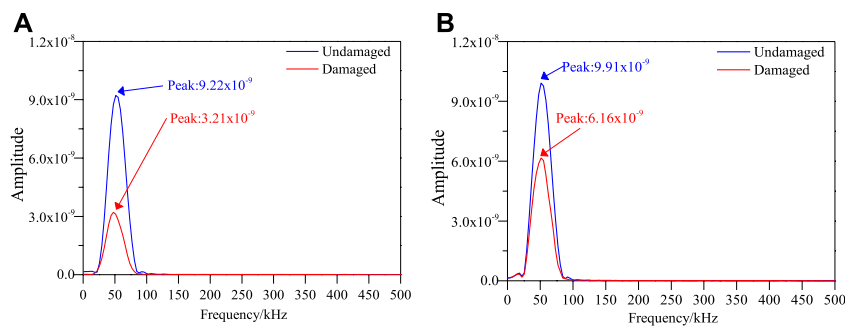 A
1.2x10⁻⁸
9.0x10⁻⁹
6.0x10⁻⁹
3.0x10⁻⁹
0.0
Amplitude
Undamaged
Damaged
Peak:9.22x10⁻⁹
Peak:3.21x10⁻⁹
0 50 100 150 200 250 300 350 400 450 500
Frequency/kHz
B
1.2x10⁻⁸
9.0x10⁻⁹
6.0x10⁻⁹
3.0x10⁻⁹
0.0
Amplitude
Undamaged
Damaged
Peak:9.91x10⁻⁹
Peak:6.16x10⁻⁹
0 50 100 150 200 250 300 350 400 450 500
Frequency/kHz